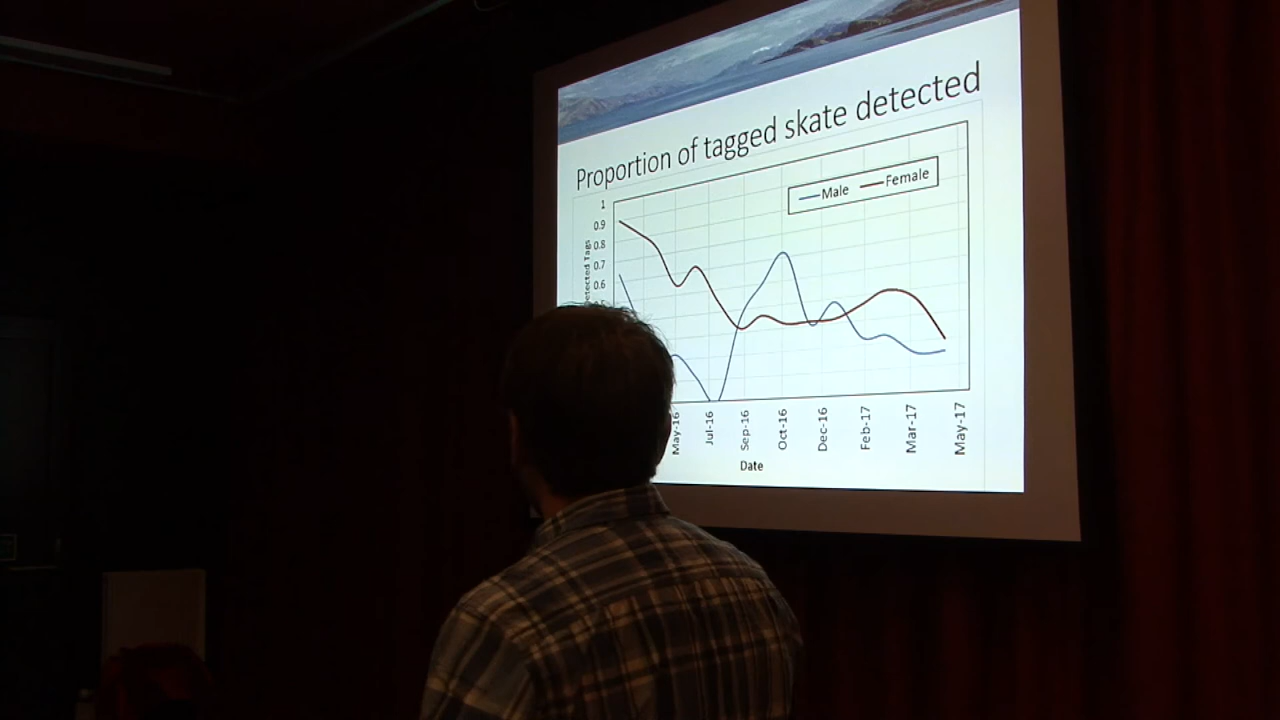 Proportion of tagged skate detected
Male Female
1
0.9
0.8
0.7
0.6
Tags
May-16
Jul-16
Sep-16
Oct-16
Dec-16
Feb-17
Mar-17
May-17
Date